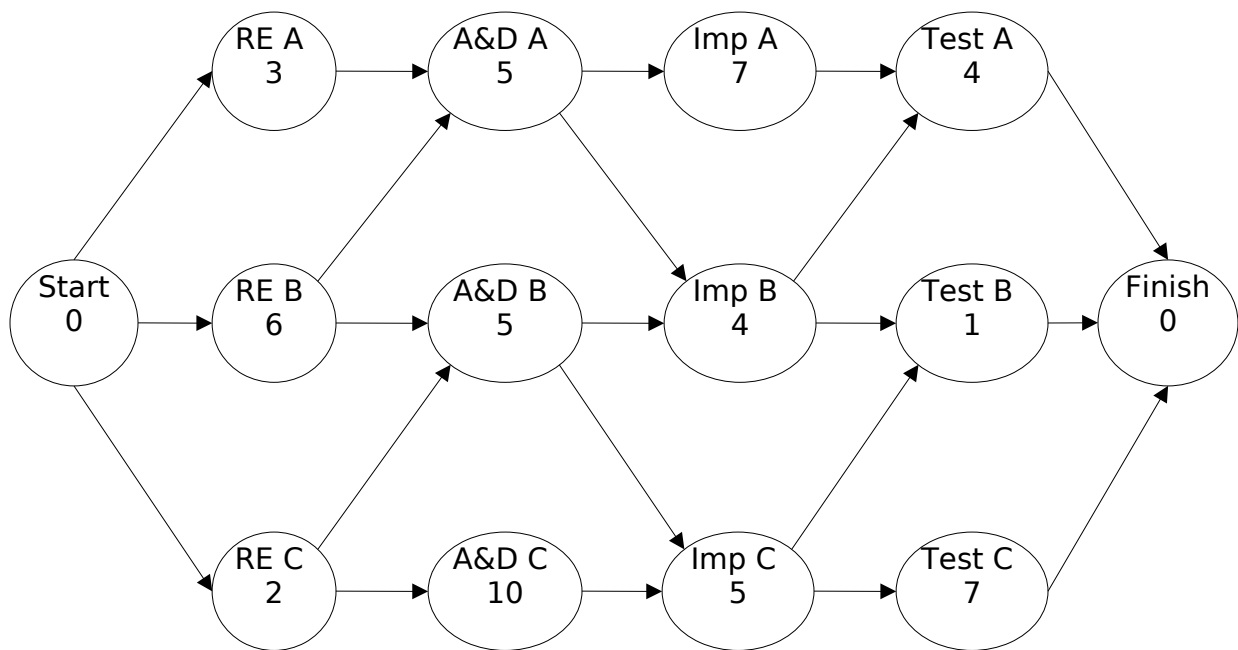 RE A
3
A&D A
5
Imp A
7
Test A
4
Start
0
RE B
6
A&D B
5
Imp B
4
Test B
1
Finish
0
RE C
2
A&D C
10
Imp C
5
Test C
7